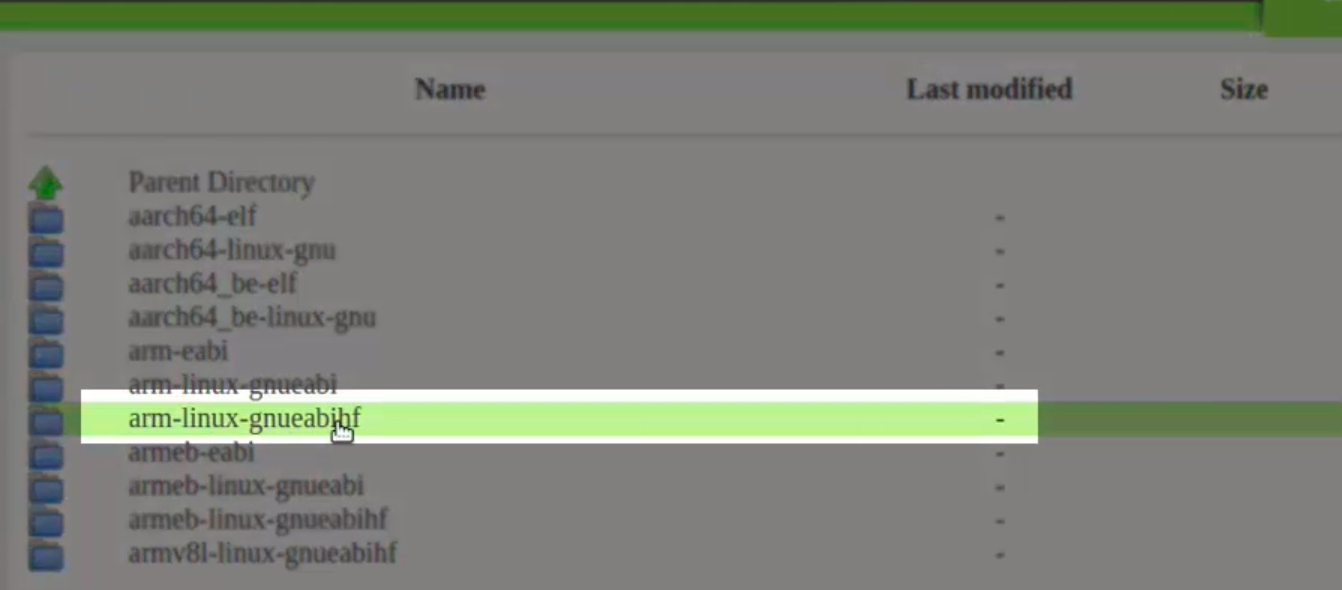 Name Last modified Size
Parent Directory
aarch64-elf -
aarch64-linux-gnu -
aarch64_be-elf -
aarch64_be-linux-gnu -
arm-eabi -
arm-linux-gnueabi -
arm-linux-gnueabihf -
armeb-eabi -
armeb-linux-gnueabi -
armeb-linux-gnueabihf -
armv8l-linux-gnueabihf -